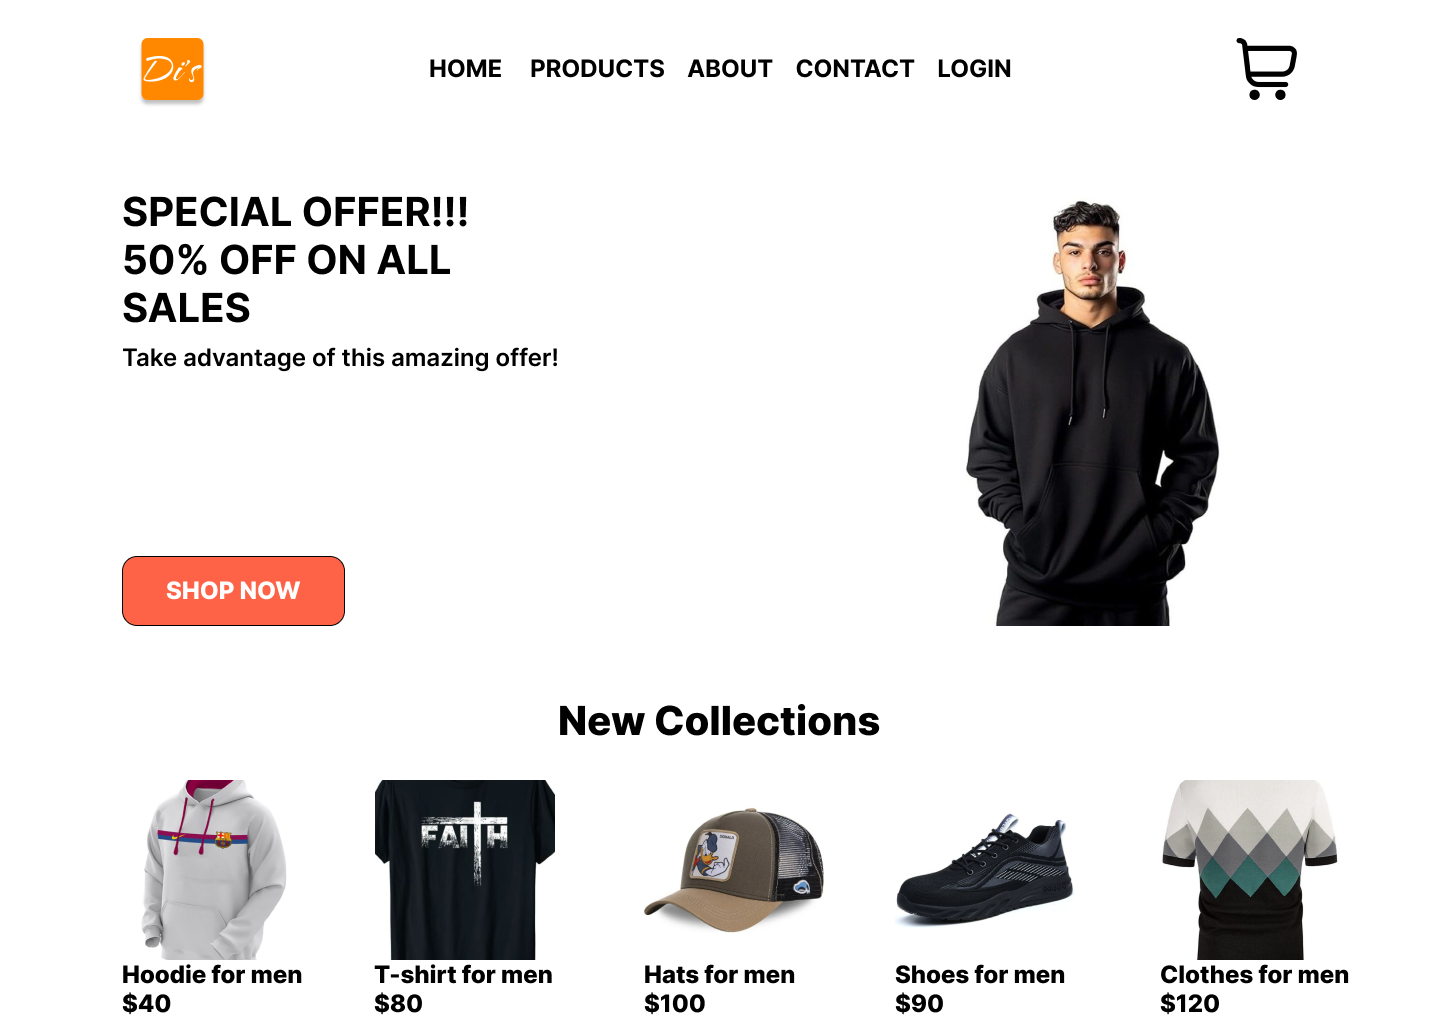 Di's
HOME PRODUCTS ABOUT CONTACT LOGIN
SPECIAL OFFER!!!
50% OFF ON ALL
SALES
Take advantage of this amazing offer!
SHOP NOW
New Collections
FAITH
Hoodie for men
$40
T-shirt for men
$80
Hats for men
$100
Shoes for men
$90
Clothes for men
$120